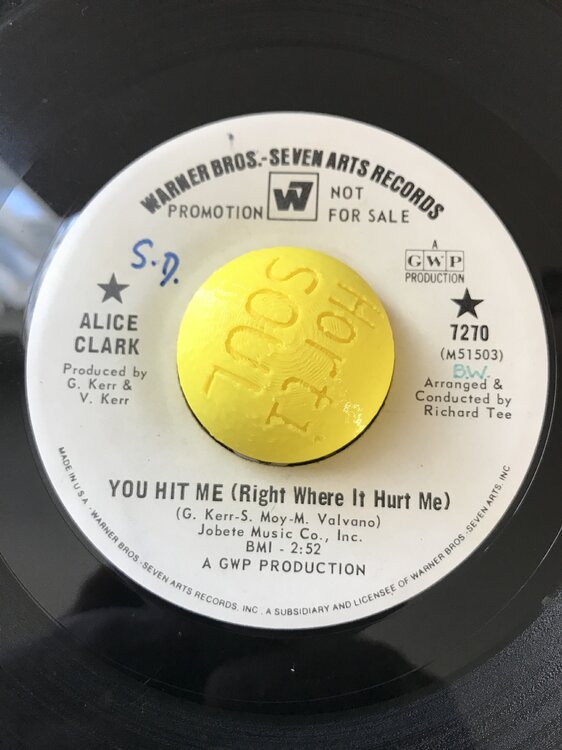 WARNER BROS.-SEVEN ARTS RECORDS
PROMOTION W7 NOT
FOR SALE
S.D.
A
GWP
PRODUCTION
ALICE
CLARK
Produced by
G. Kerr &
V. Kerr
Horti.
SOUL
7270
(M51503)
B.W.
Arranged &
Conducted by
Richard Tee
YOU HIT ME (Right Where It Hurt Me)
(G. Kerr-S. Moy-M. Valvano)
Jobete Music Co., Inc.
BMI - 2:52
A GWP PRODUCTION
MADE IN U.S.A. · WARNER BROS.-SEVEN ARTS RECORDS, INC., A SUBSIDIARY AND LICENSEE OF WARNER BROS.-SEVEN ARTS, INC